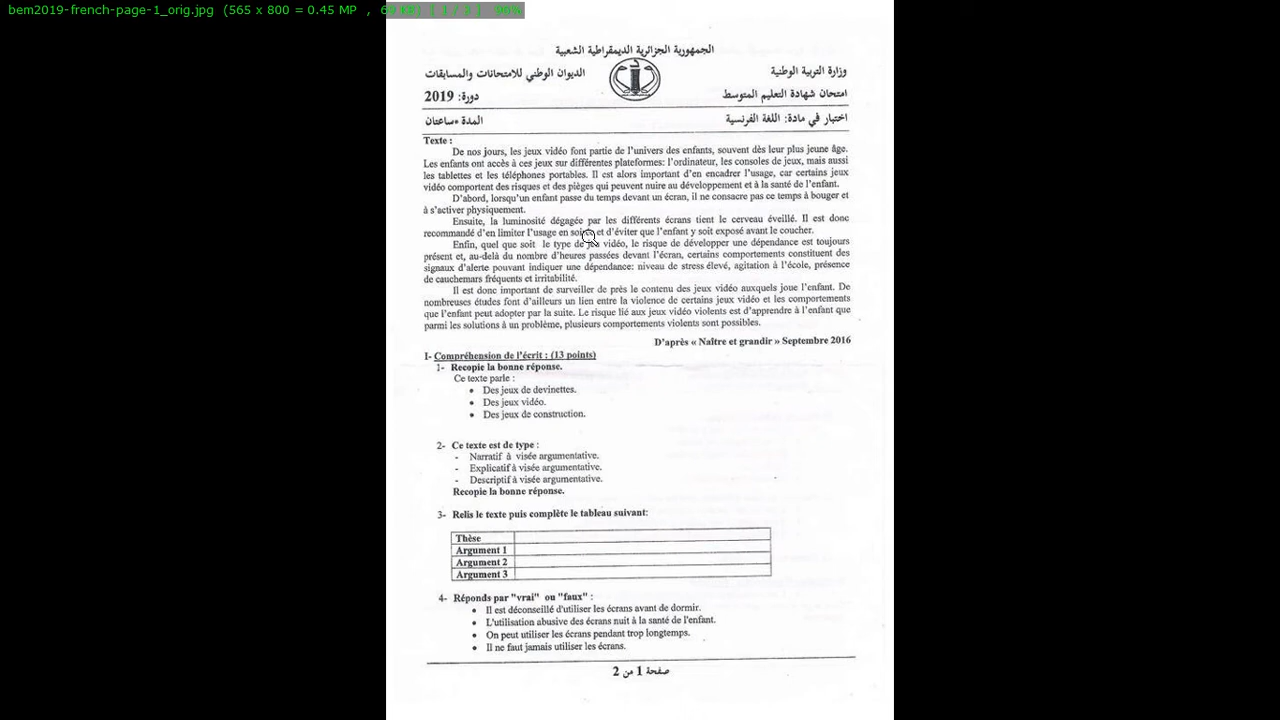 bem2019-french-page-1_orig.jpg (565 x 800 = 0.45 MP , 69 KB) [ 1 / 2 ] 90%
الجمهورية الجزائرية الديمقراطية الشعبية
وزارة التربية الوطنية
الديوان الوطني للامتحانات والمسابقات
امتحان شهادة التعليم المتوسط
دورة: 2019
اختبار في مادة: اللغة الفرنسية
المدة: ساعتان
Texte :
De nos jours, les jeux vidéo font partie de l'univers des enfants, souvent dès leur plus jeune âge.
Les enfants ont accès à ces jeux sur différentes plateformes: l'ordinateur, les consoles de jeux, mais aussi
les tablettes et les téléphones portables. Il est alors important d'en encadrer l'usage, car certains jeux
vidéo comportent des risques et des pièges qui peuvent nuire au développement et à la santé de l'enfant.
D'abord, lorsqu'un enfant passe du temps devant un écran, il ne consacre pas ce temps à bouger et
à s'activer physiquement.
Ensuite, la luminosité dégagée par les différents écrans tient le cerveau éveillé. Il est donc
recommandé d'en limiter l'usage en soirée et d'éviter que l'enfant y soit exposé avant le coucher.
Enfin, quel que soit le type de jeu vidéo, le risque de développer une dépendance est toujours
présent et, au-delà du nombre d'heures passées devant l'écran, certains comportements constituent des
signaux d'alerte pouvant indiquer une dépendance: niveau de stress élevé, agitation à l'école, présence
de cauchemars fréquents et irritabilité.
Il est donc important de surveiller de près le contenu des jeux vidéo auxquels joue l'enfant. De
nombreuses études font d'ailleurs un lien entre la violence de certains jeux vidéo et les comportements
que l'enfant peut adopter par la suite. Le risque lié aux jeux vidéo violents est d'apprendre à l'enfant que
parmi les solutions à un problème, plusieurs comportements violents sont possibles.
D'après « Naître et grandir » Septembre 2016
I- Compréhension de l'écrit : (13 points)
1- Recopie la bonne réponse.
Ce texte parle :
• Des jeux de devinettes.
• Des jeux vidéo.
• Des jeux de construction.
2- Ce texte est de type :
- Narratif à visée argumentative.
- Explicatif à visée argumentative.
- Descriptif à visée argumentative.
Recopie la bonne réponse.
3- Relis le texte puis complète le tableau suivant:
Thèse
Argument 1
Argument 2
Argument 3
4- Réponds par "vrai" ou "faux" :
• Il est déconseillé d'utiliser les écrans avant de dormir.
• L'utilisation abusive des écrans nuit à la santé de l'enfant.
• On peut utiliser les écrans pendant trop longtemps.
• Il ne faut jamais utiliser les écrans.
صفحة 1 من 2